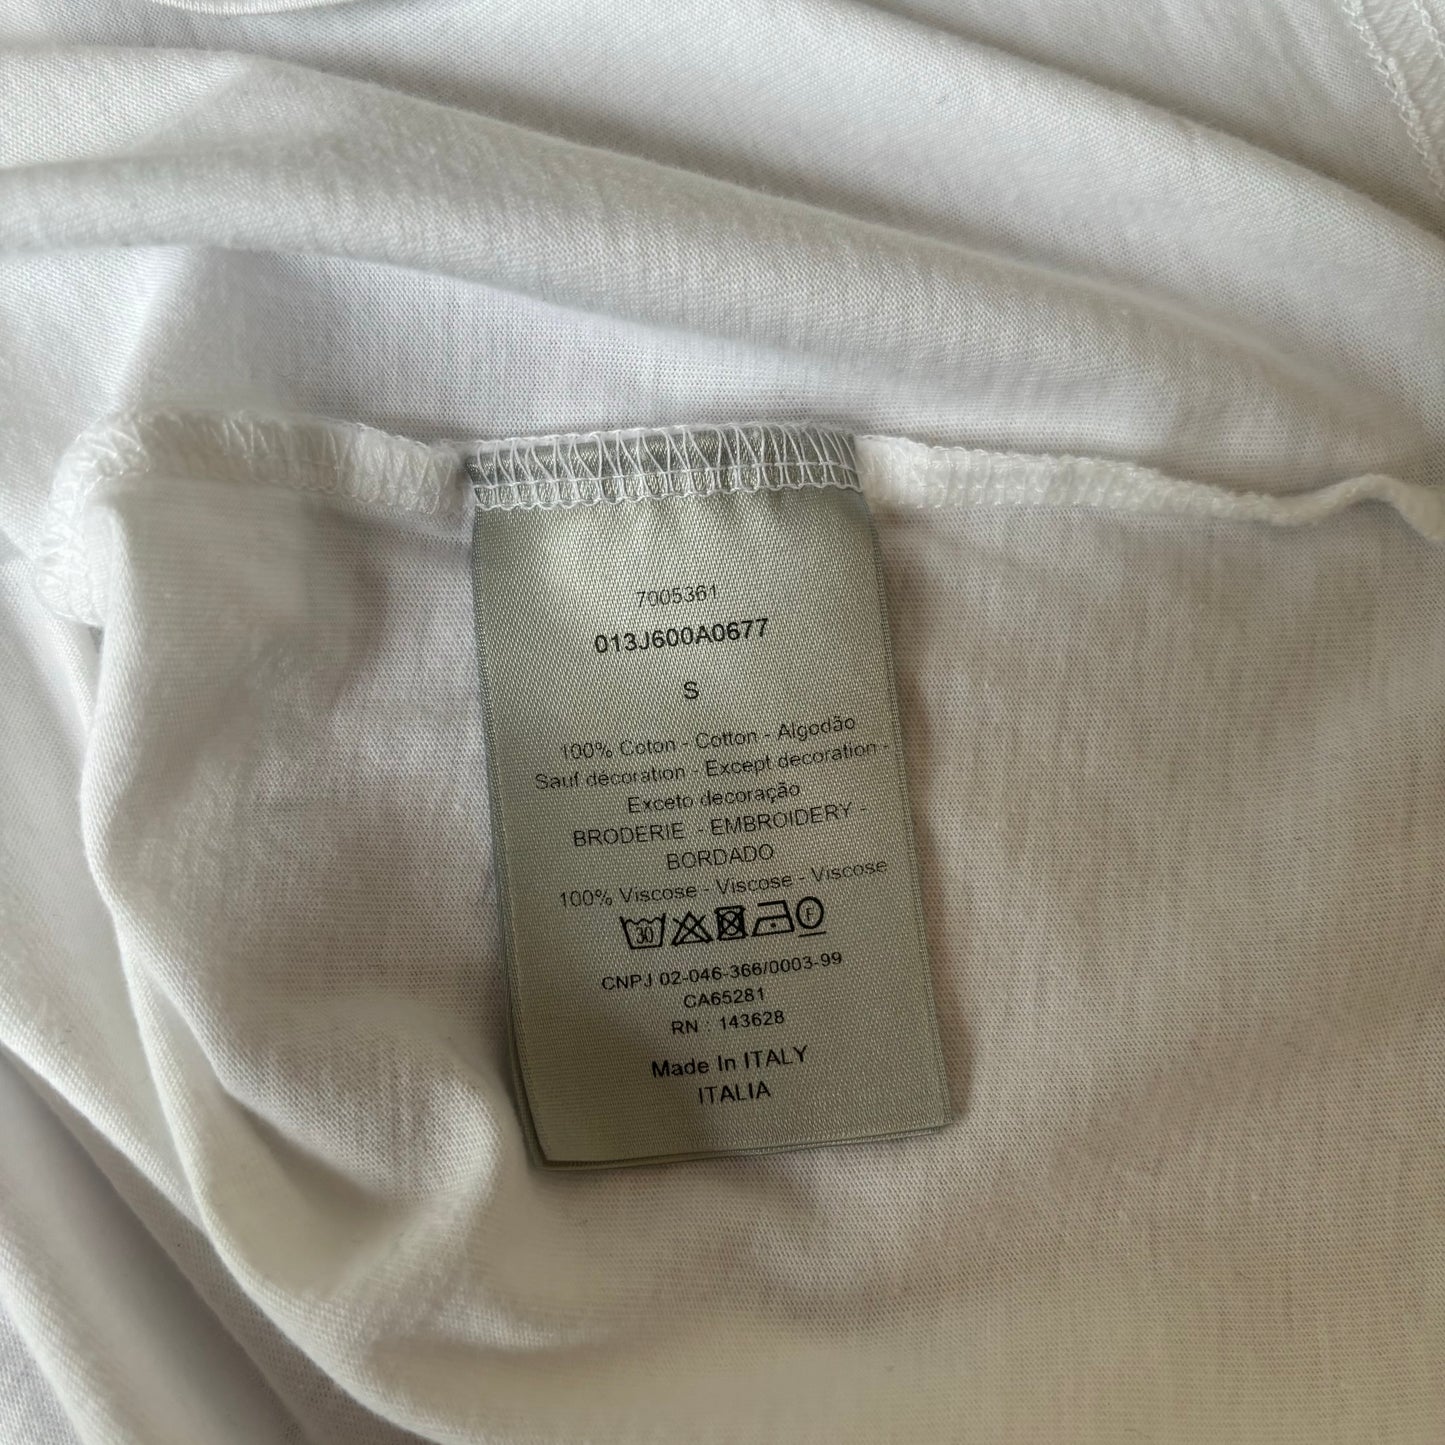 7005361
013J600A0677
S
100% Coton - Cotton - Algodão
Sauf décoration - Except decoration -
Exceto decoração
BRODERIE - EMBROIDERY -
BORDADO
100% Viscose - Viscose - Viscose
30 F
CNPJ 02-046-366/0003-99
CA65281
RN : 143628
Made In ITALY
ITALIA